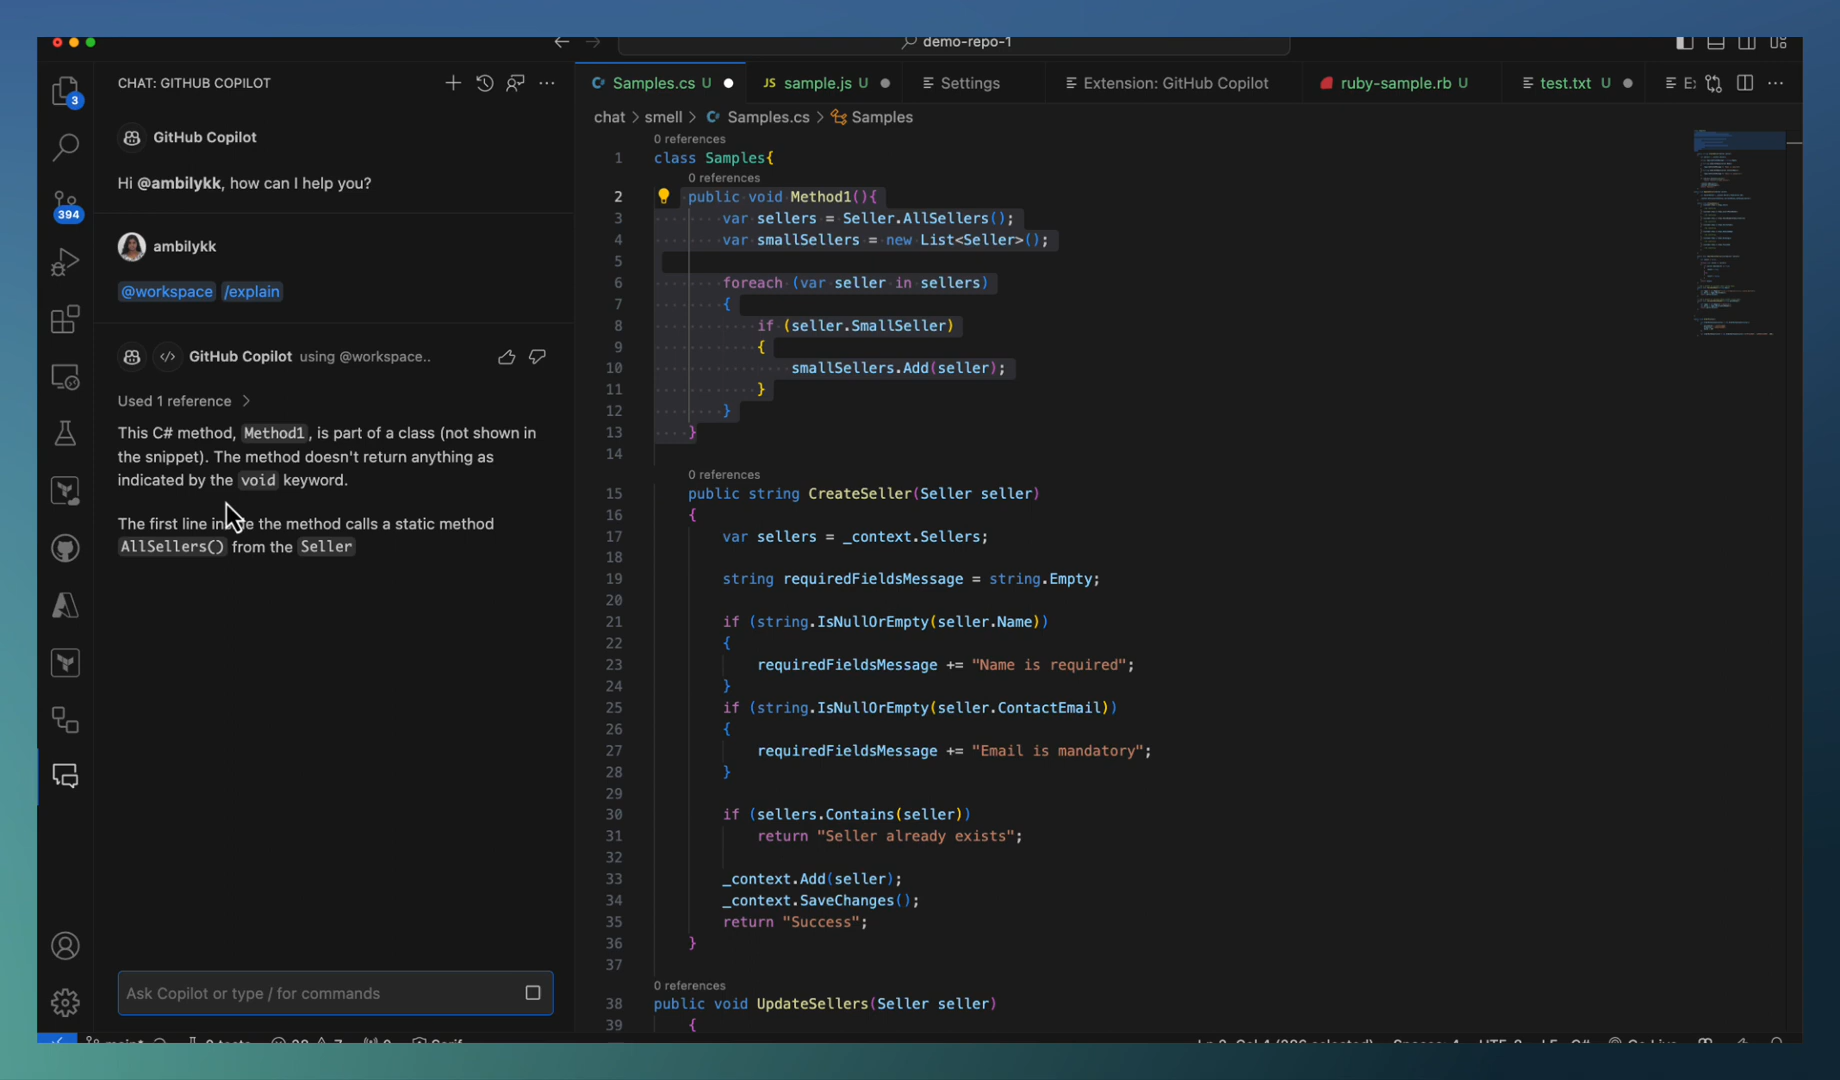 demo-repo-1
CHAT: GITHUB COPILOT
Samples.cs U
JS sample.js U
Settings
Extension: GitHub Copilot
ruby-sample.rb U
test.txt U
chat > smell > Samples.cs > Samples
3
394
GitHub Copilot
Hi @ambilykk, how can I help you?
ambilykk
@workspace /explain
GitHub Copilot using @workspace..
Used 1 reference >
This C# method, Method1, is part of a class (not shown in
the snippet). The method doesn't return anything as
indicated by the void keyword.
The first line inside the method calls a static method
AllSellers() from the Seller
Ask Copilot or type / for commands
0 references
1 class Samples{
0 references
2 public void Method1(){
3 var sellers = Seller.AllSellers();
4 var smallSellers = new List<Seller>();
5
6 foreach (var seller in sellers)
7 {
8 if (seller.SmallSeller)
9 {
10 smallSellers.Add(seller);
11 }
12 }
13 }
14
0 references
15 public string CreateSeller(Seller seller)
16 {
17 var sellers = _context.Sellers;
18
19 string requiredFieldsMessage = string.Empty;
20
21 if (string.IsNullOrEmpty(seller.Name))
22 {
23 requiredFieldsMessage += "Name is required";
24 }
25 if (string.IsNullOrEmpty(seller.ContactEmail))
26 {
27 requiredFieldsMessage += "Email is mandatory";
28 }
29
30 if (sellers.Contains(seller))
31 return "Seller already exists";
32
33 _context.Add(seller);
34 _context.SaveChanges();
35 return "Success";
36 }
37
0 references
38 public void UpdateSellers(Seller seller)
39 {